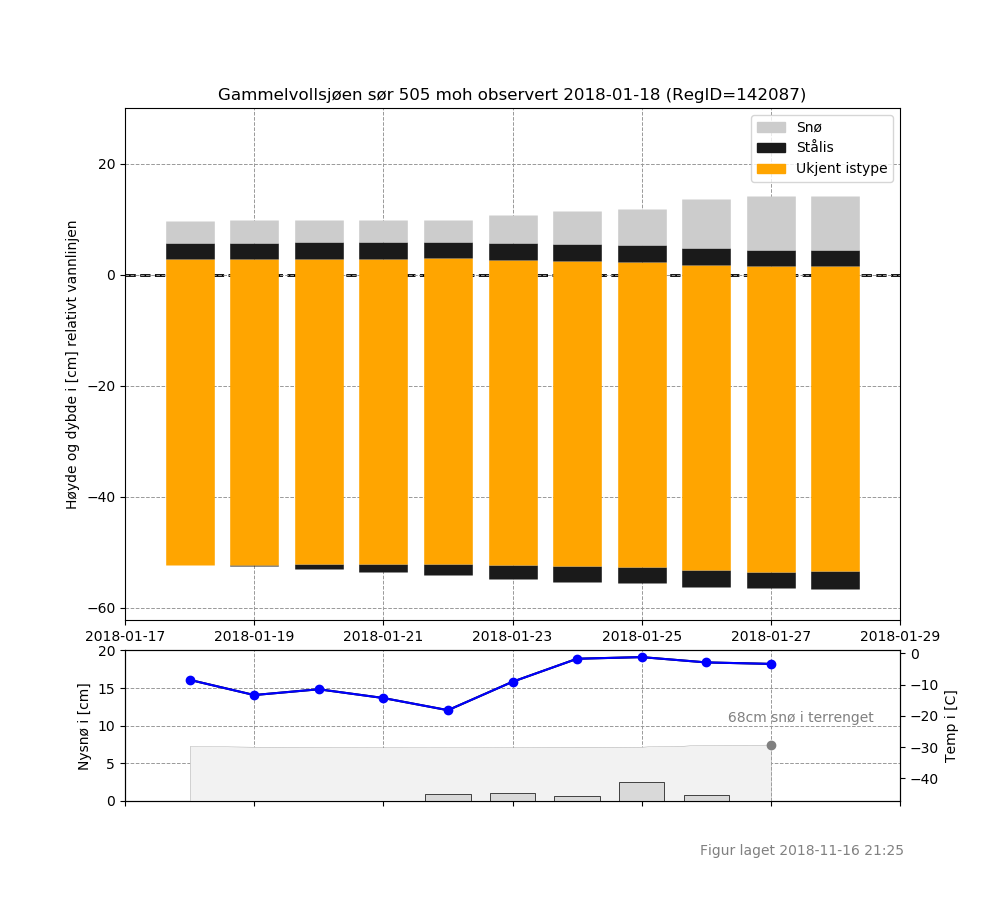 Gammelvollsjøen sør 505 moh observert 2018-01-18 (RegID=142087)
Snø
Stålis
Ukjent istype
Høyde og dybde i [cm] relativt vannlinjen
20
0
−20
−40
−60
2018-01-17 2018-01-19 2018-01-21 2018-01-23 2018-01-25 2018-01-27 2018-01-29
Nysnø i [cm]
20
15
10
5
0
68cm snø i terrenget
0
−10
−20
−30
−40
Temp i [C]
Figur laget 2018-11-16 21:25